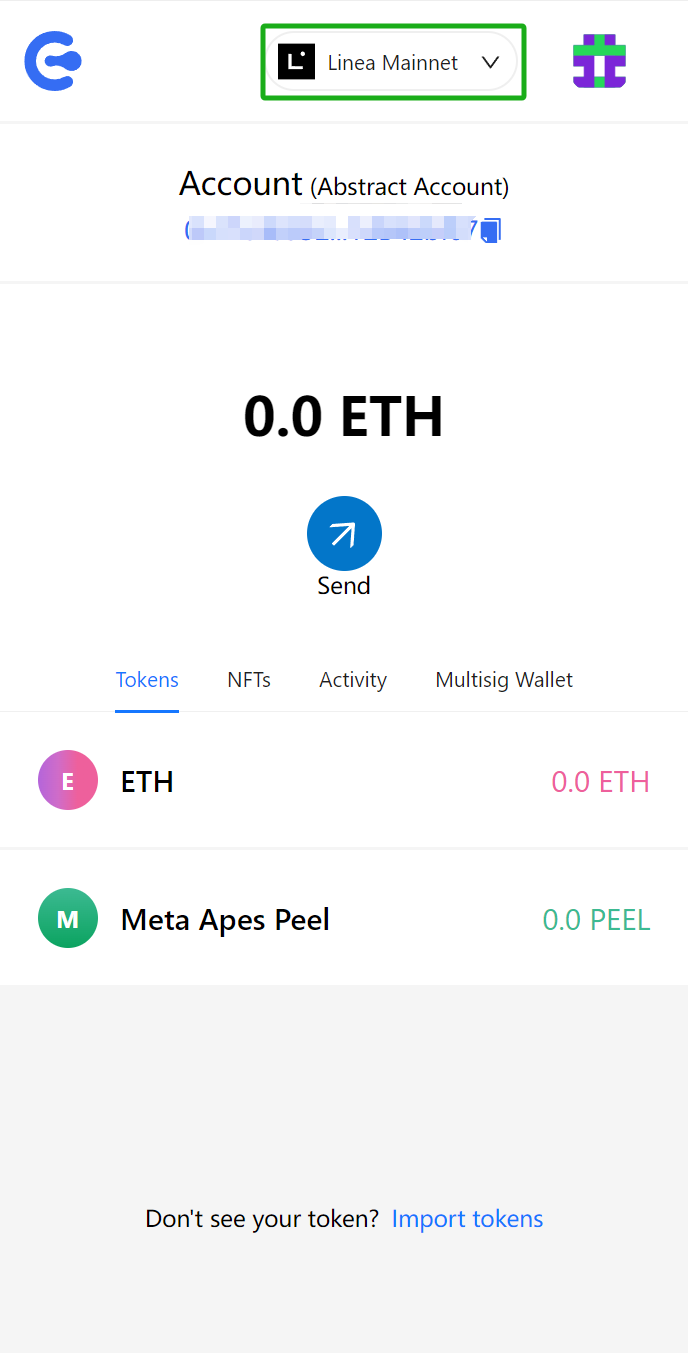 Linea Mainnet
Account (Abstract Account)
0.0 ETH
Send
Tokens NFTs Activity Multisig Wallet
E ETH 0.0 ETH
M Meta Apes Peel 0.0 PEEL
Don't see your token? Import tokens